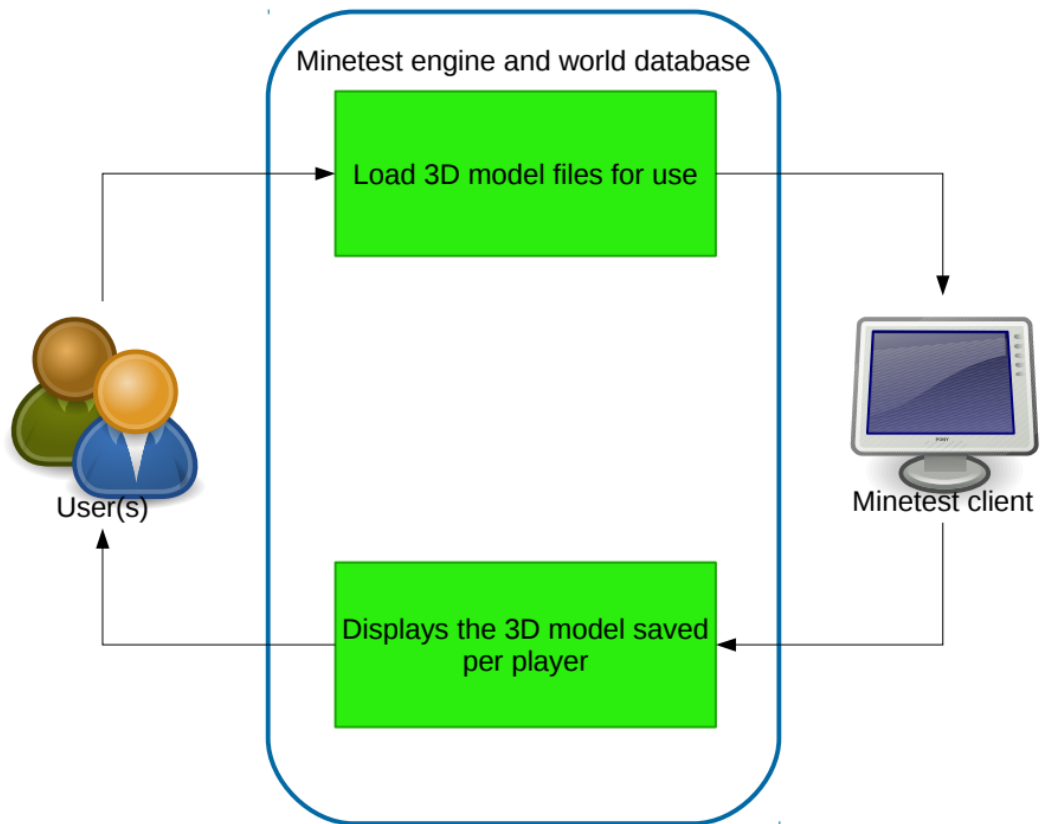 Minetest engine and world database
Load 3D model files for use
User(s)
Minetest client
Displays the 3D model saved
per player